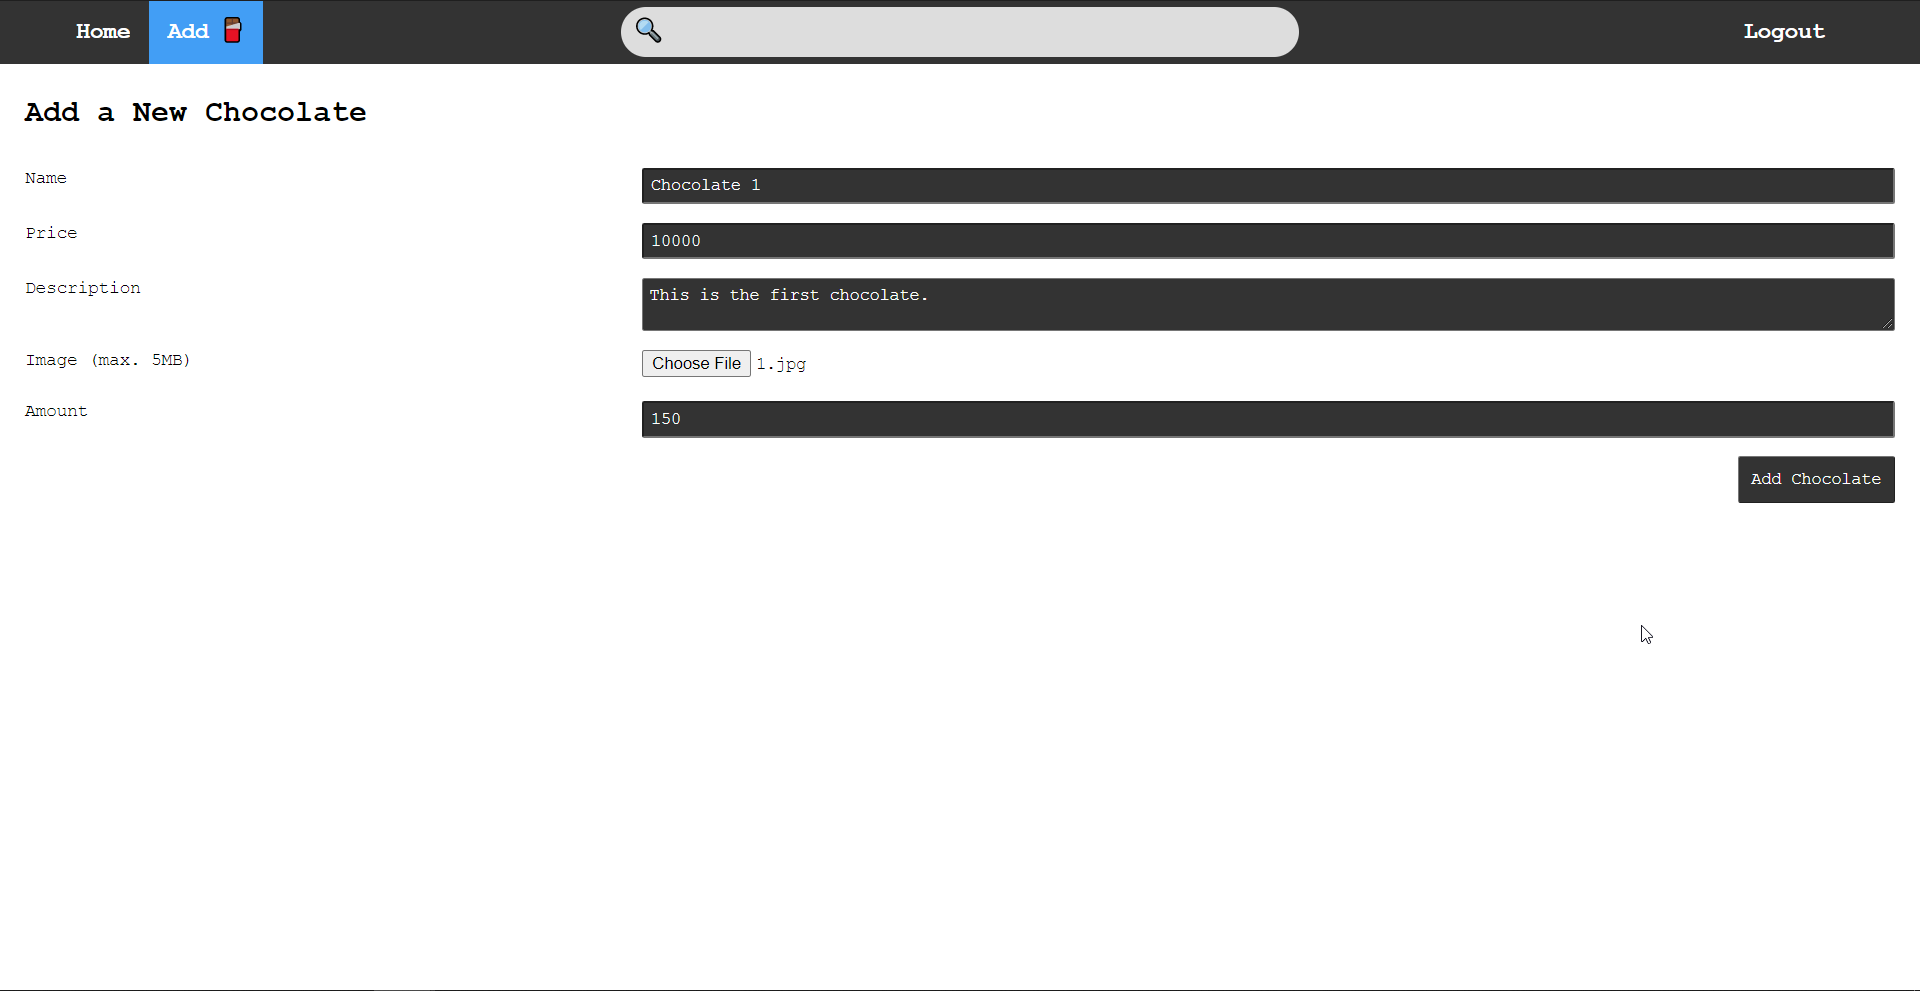 Home Add Logout
Add a New Chocolate
Name Chocolate 1
Price 10000
Description This is the first chocolate.
Image (max. 5MB) Choose File 1.jpg
Amount 150
Add Chocolate